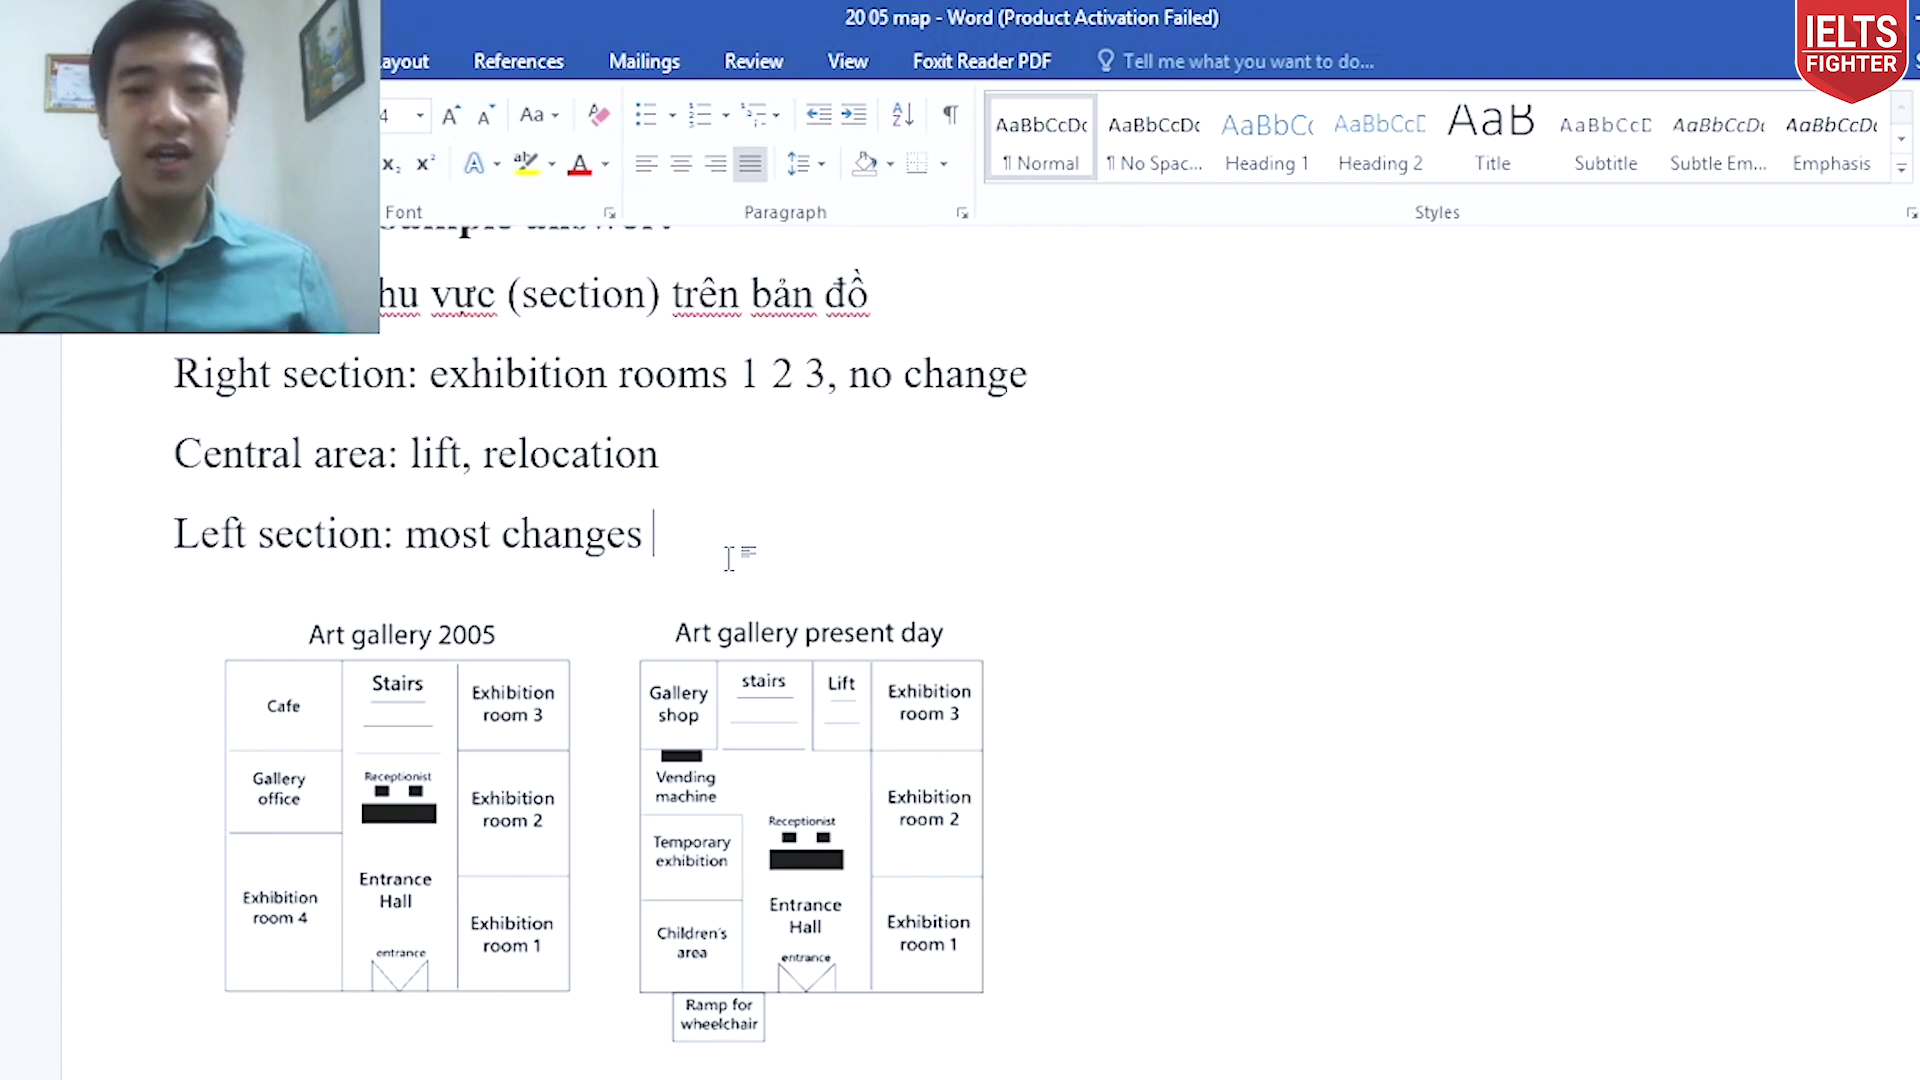 20 05 map - Word (Product Activation Failed)
IELTS
FIGHTER
ayout References Mailings Review View Foxit Reader PDF Tell me what you want to do...
4 A A Aa
AaBbCcDc AaBbCcDc AaBbC AaBbCcD AaB AaBbCcD AaBbCcDc AaBbCcDc
¶ Normal ¶ No Spac... Heading 1 Heading 2 Title Subtitle Subtle Em... Emphasis
Font Paragraph Styles
hu vực (section) trên bản đồ
Right section: exhibition rooms 1 2 3, no change
Central area: lift, relocation
Left section: most changes
Art gallery 2005
Cafe
Stairs
Exhibition
room 3
Gallery
office
Receptionist
Exhibition
room 2
Exhibition
room 4
Entrance
Hall
Exhibition
room 1
entrance
Art gallery present day
Gallery
shop
stairs
Lift
Exhibition
room 3
Vending
machine
Receptionist
Exhibition
room 2
Temporary
exhibition
Entrance
Hall
Children's
area
Exhibition
room 1
entrance
Ramp for
wheelchair